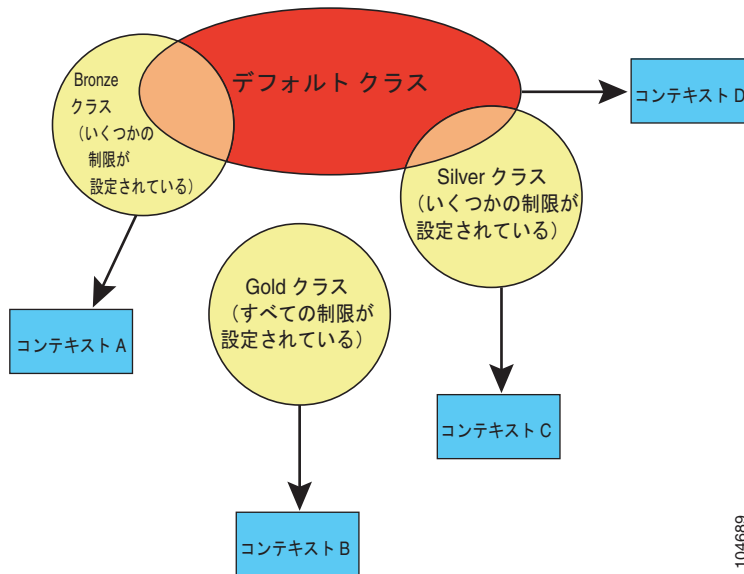 デフォルト クラス
Bronze
クラス
（いくつかの
制限が
設定されている）
コンテキスト D
Silver クラス
（いくつかの制限が
設定されている）
Gold クラス
（すべての制限が
設定されている）
コンテキスト A
コンテキスト C
コンテキスト B
104689